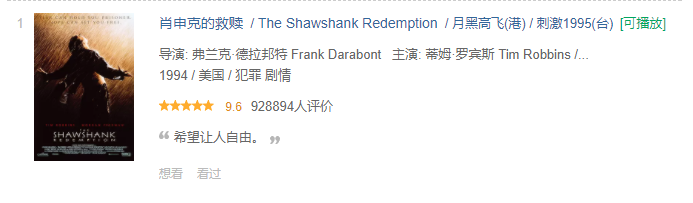 1
肖申克的救赎 / The Shawshank Redemption / 月黑高飞(港) / 刺激1995(台) [可播放]
导演: 弗兰克·德拉邦特 Frank Darabont 主演: 蒂姆·罗宾斯 Tim Robbins /...
1994 / 美国 / 犯罪 剧情
9.6 928894人评价
“ 希望让人自由。 ”
想看 看过
SHAWSHANK
REDEMPTION